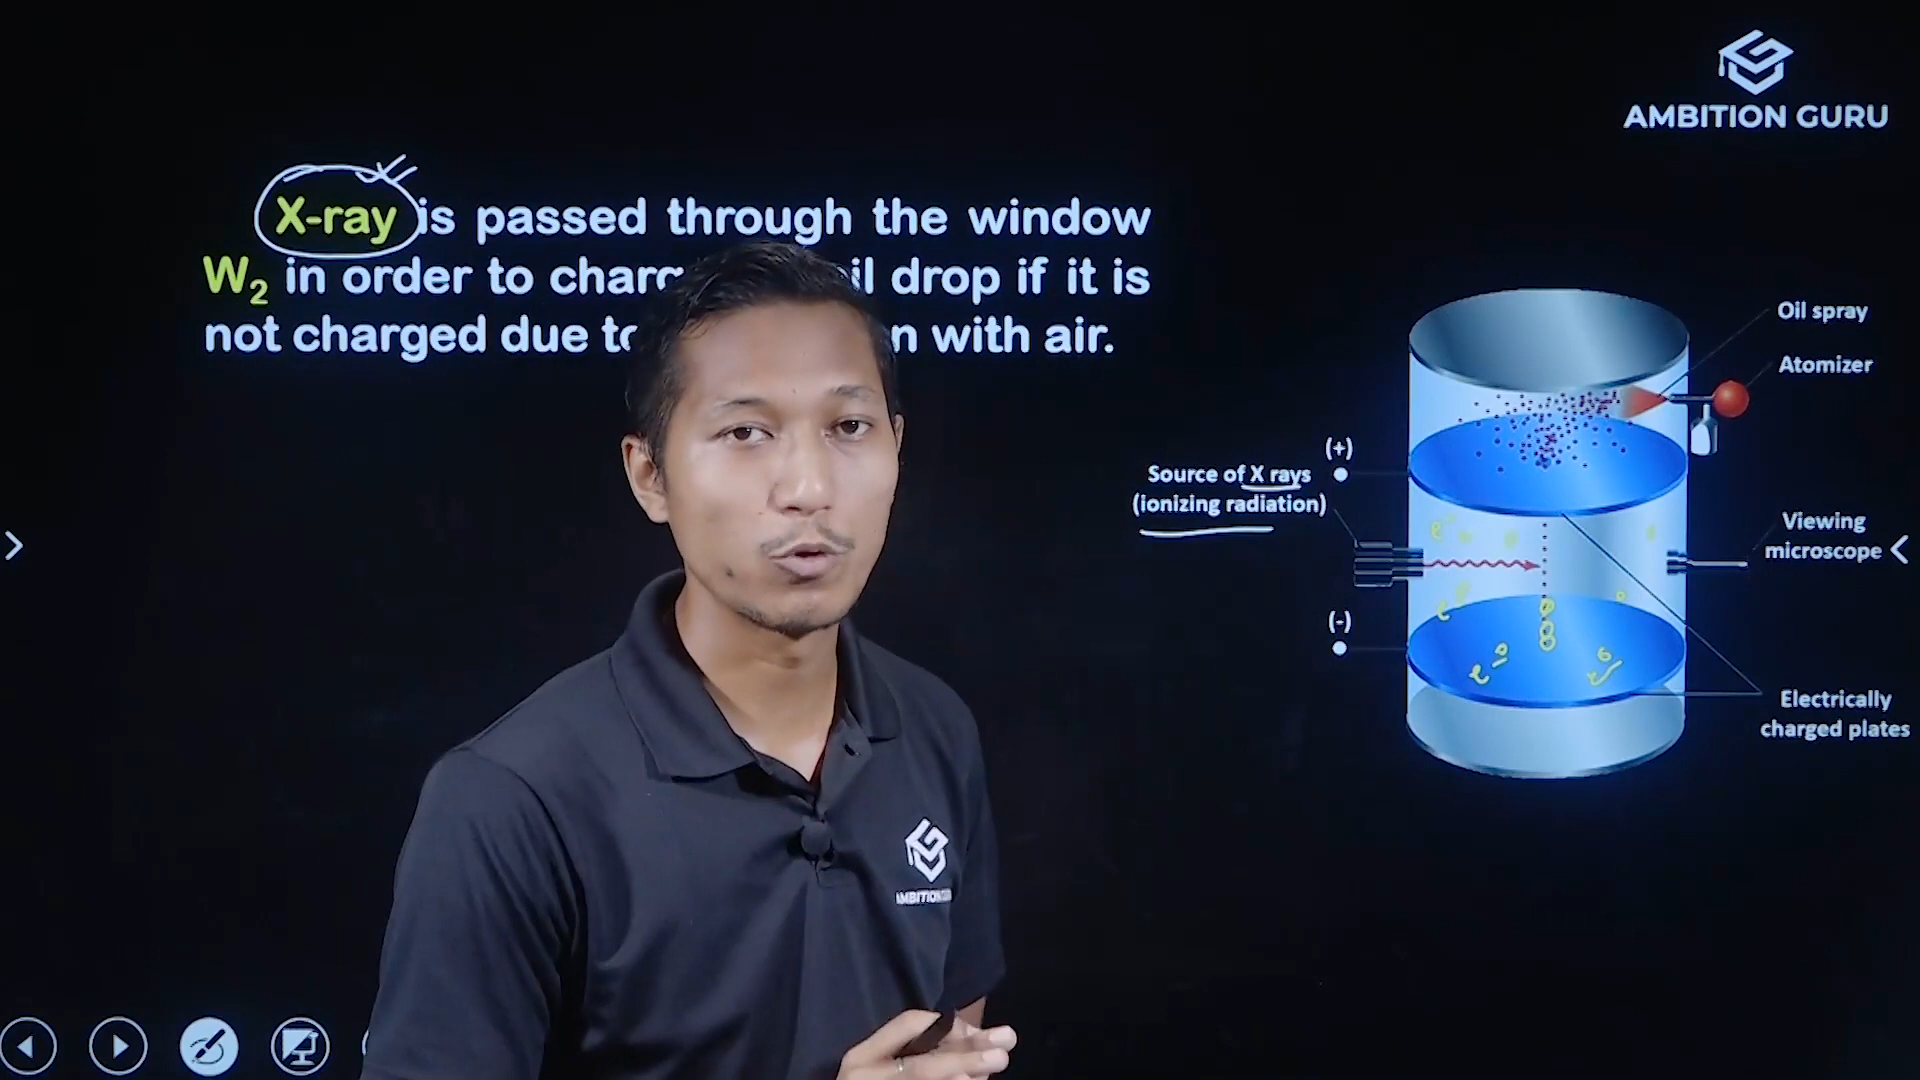 AMBITION GURU
X-ray is passed through the window
W₂ in order to charg il drop if it is
not charged due to n with air.
Oil spray
Atomizer
(+)
Source of X rays
(ionizing radiation)
Viewing
microscope
(-)
Electrically
charged plates
AMBITION